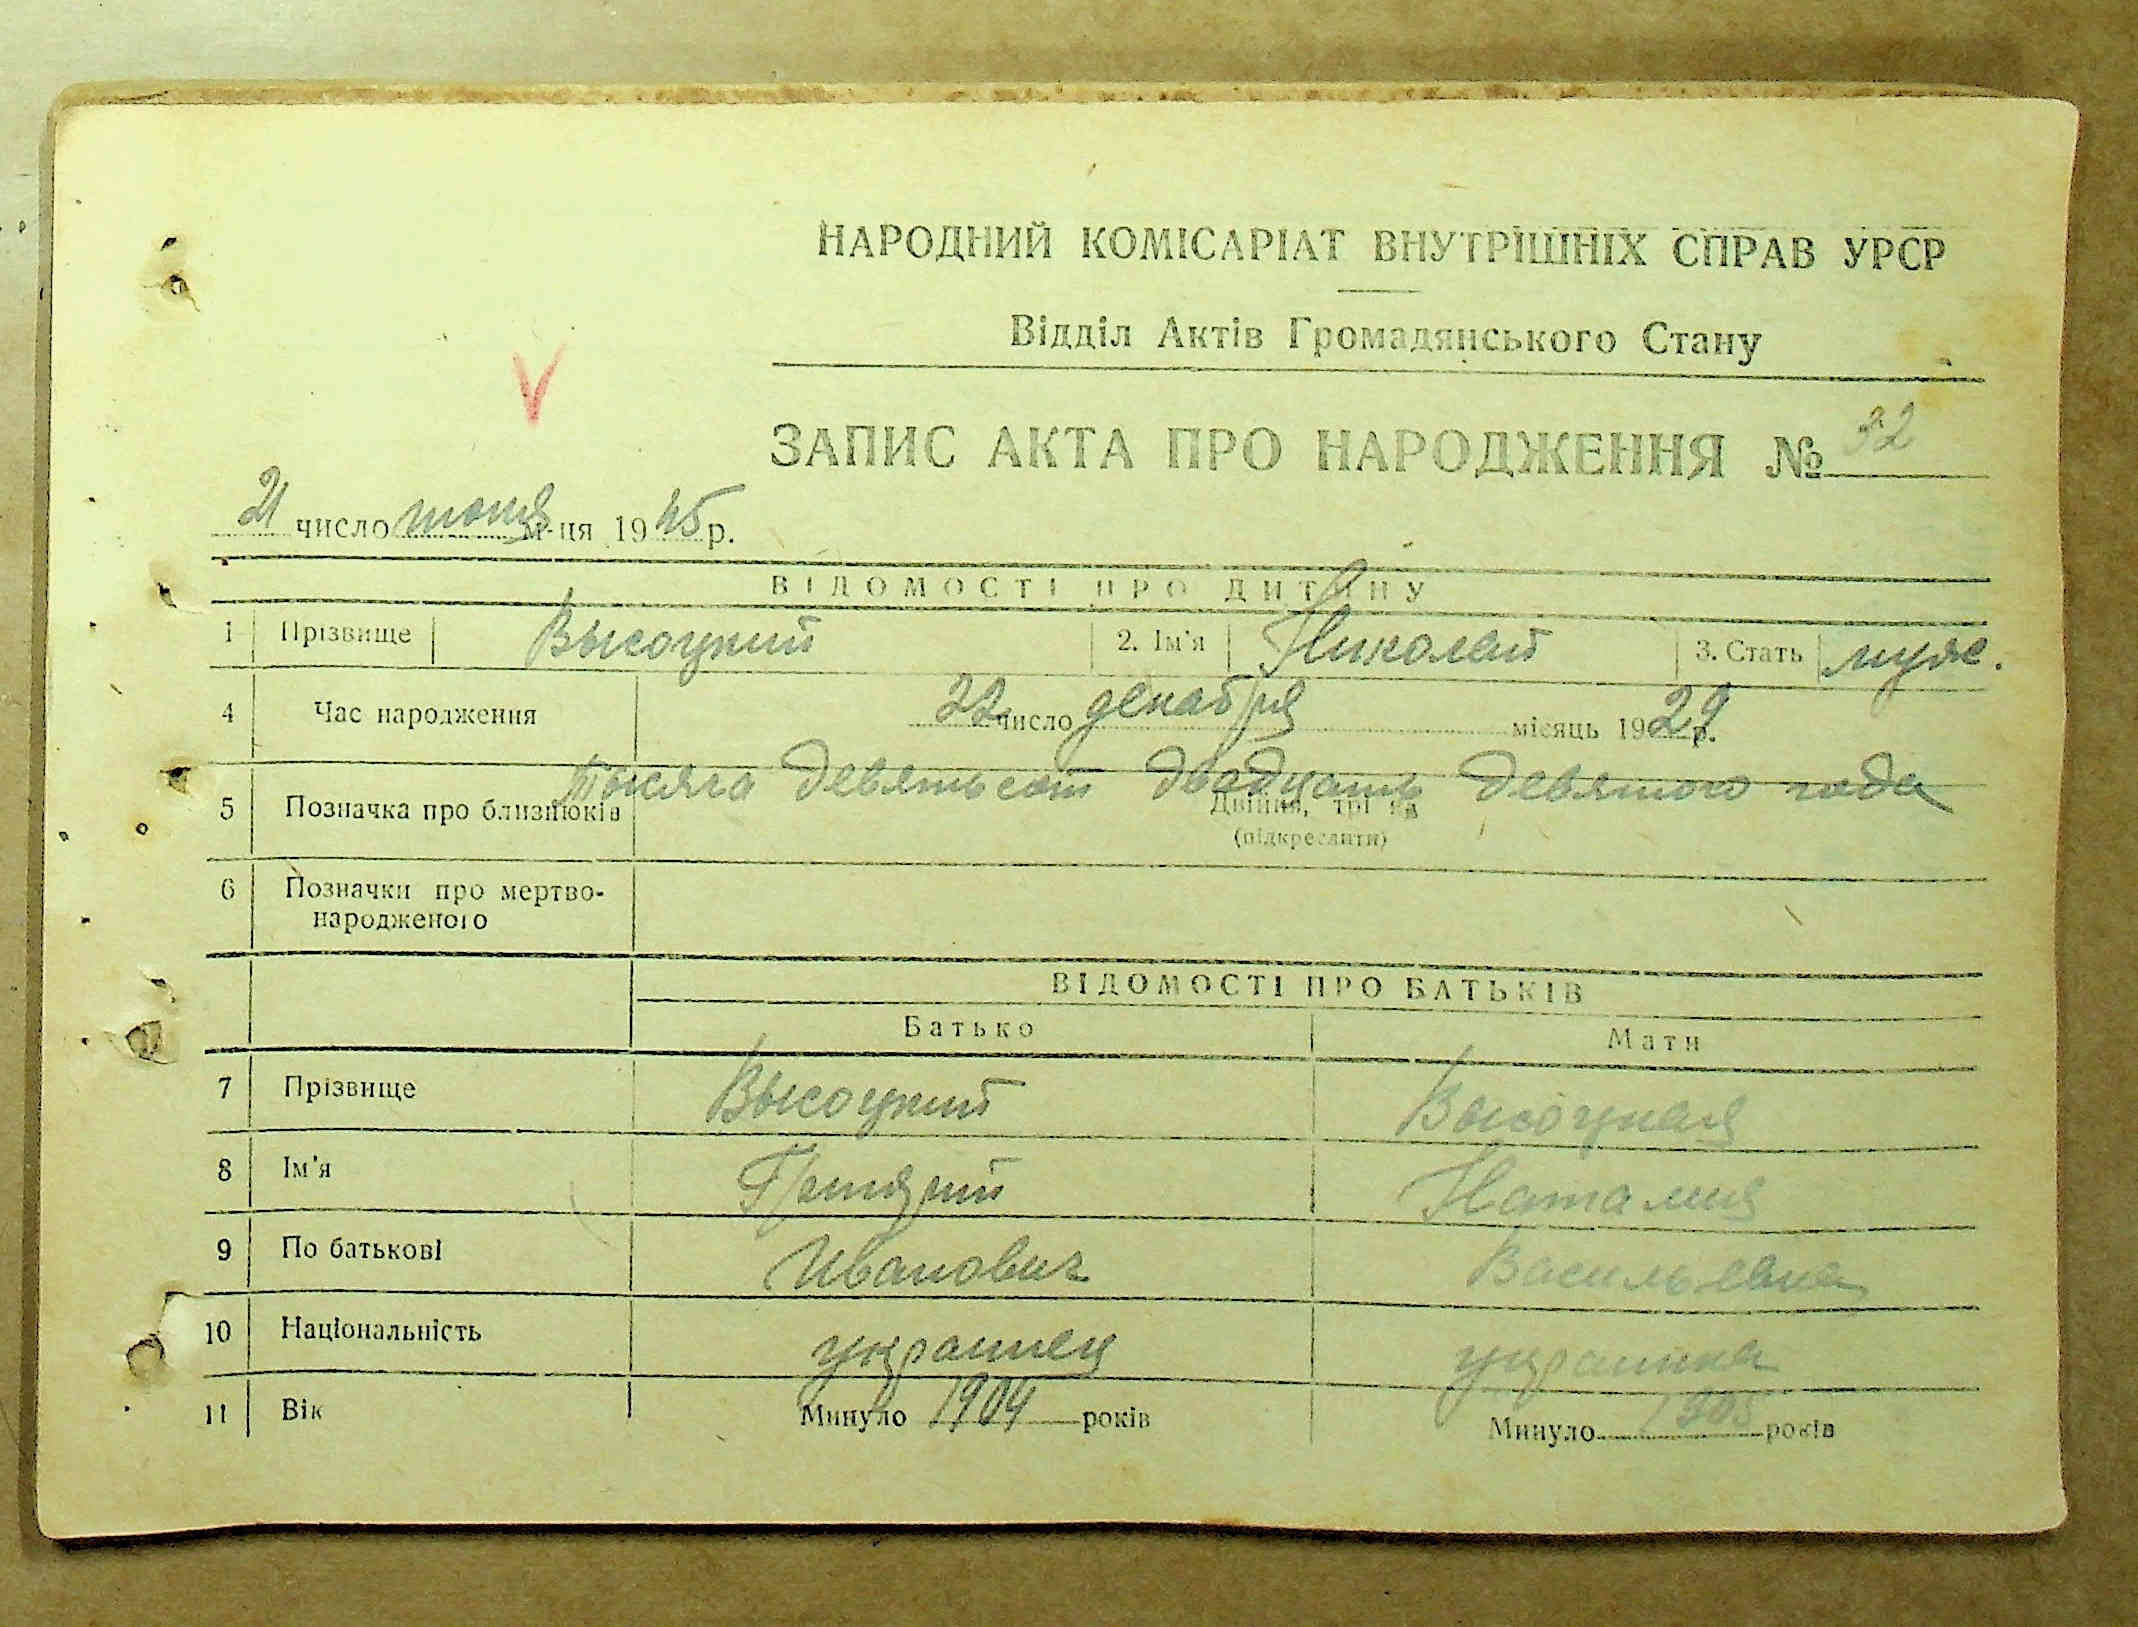 НАРОДНИЙ КОМІСАРІАТ ВНУТРІШНІХ СПРАВ УРСР
Відділ Актів Громадянського Стану
ЗАПИС АКТА ПРО НАРОДЖЕННЯ № 32
21 число июня м-ця 1945 р.
ВІДОМОСТІ ПРО ДИТИНУ
1 Прізвище Высоцкий 2. Ім'я Николай 3. Стать муж.
4 Час народження 22 число декабря місяць 1929 р.
Тысяча девятьсот двадцать девятого года
5 Позначка про близнюків Двійня, трійня
(підкреслити)
6 Позначки про мертво-
народженого
ВІДОМОСТІ ПРО БАТЬКІВ
Батько Мати
7 Прізвище Высоцкий Высоцкая
8 Ім'я Наталия
9 По батькові Иванович Васильевна
10 Національність украинец украинка
11 Вік Минуло 1904 років Минуло 1905 років